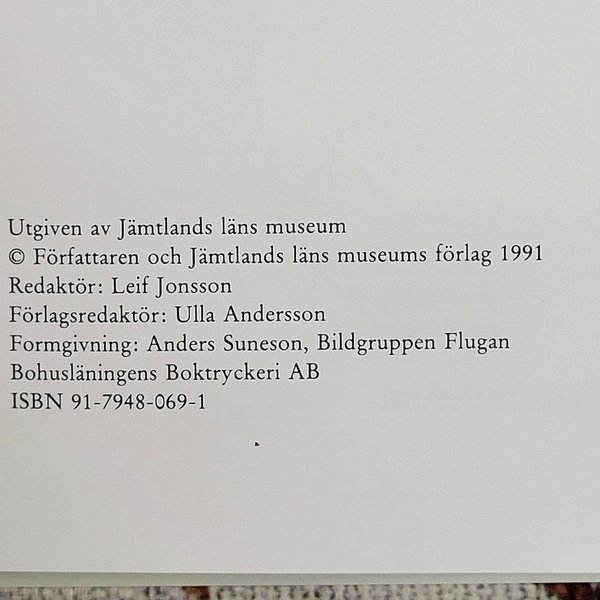 Utgiven av Jämtlands läns museum
© Författaren och Jämtlands läns museums förlag 1991
Redaktör: Leif Jonsson
Förlagsredaktör: Ulla Andersson
Formgivning: Anders Suneson, Bildgruppen Flugan
Bohusläningens Boktryckeri AB
ISBN 91-7948-069-1